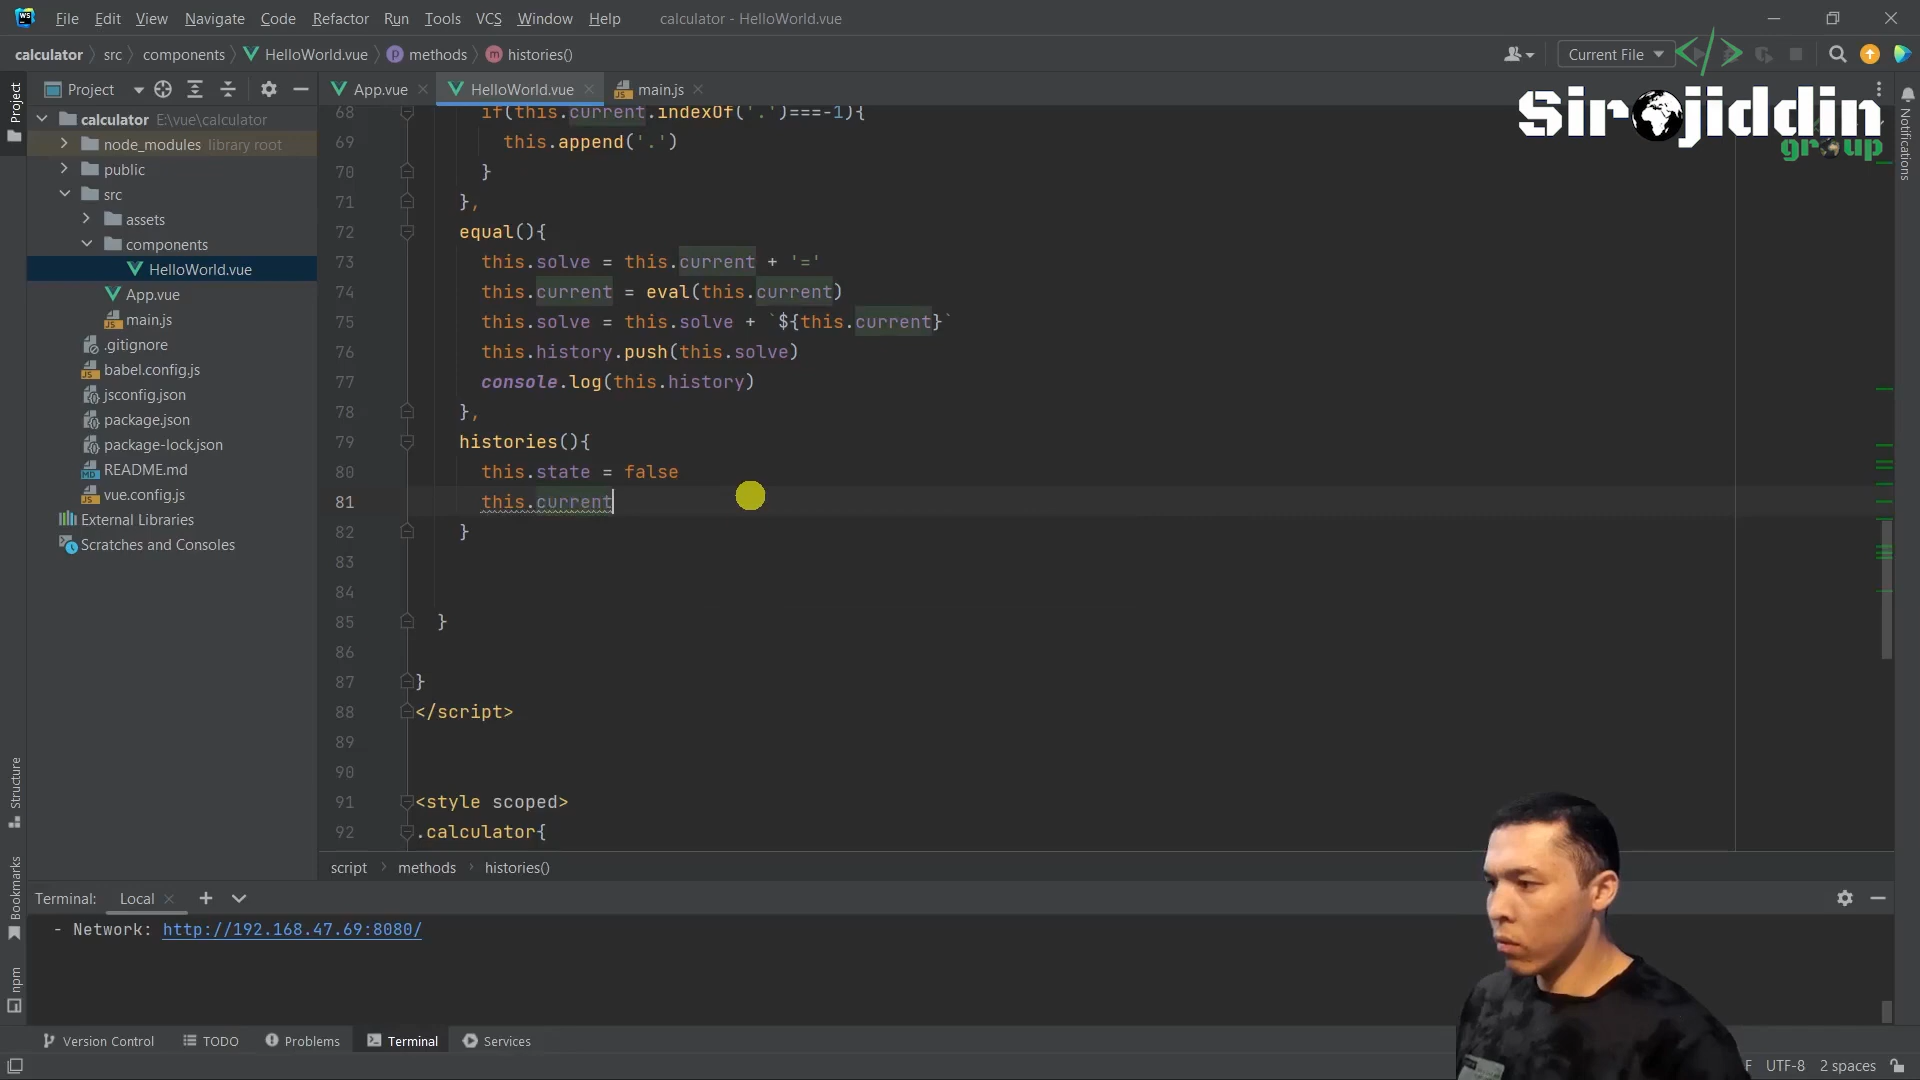 File Edit View Navigate Code Refactor Run Tools VCS Window Help calculator - HelloWorld.vue
calculator src components HelloWorld.vue methods histories() Current File
Sirojiddin
group
Project
Project
App.vue HelloWorld.vue main.js
Notifications
calculator E:\vue\calculator
node_modules library root
public
src
assets
components
HelloWorld.vue
App.vue
main.js
.gitignore
babel.config.js
jsconfig.json
package.json
package-lock.json
README.md
vue.config.js
External Libraries
Scratches and Consoles
68 if(this.current.indexOf('.')===-1){
69 this.append('.')
70 }
71 },
72 equal(){
73 this.solve = this.current + '='
74 this.current = eval(this.current)
75 this.solve = this.solve + `${this.current}`
76 this.history.push(this.solve)
77 console.log(this.history)
78 },
79 histories(){
80 this.state = false
81 this.current
82 }
83
84
85 }
86
87 }
88 </script>
89
90
91 <style scoped>
92 .calculator{
script methods histories()
Structure
Bookmarks
npm
Terminal: Local
- Network: http://192.168.47.69:8080/
Version Control TODO Problems Terminal Services
F UTF-8 2 spaces